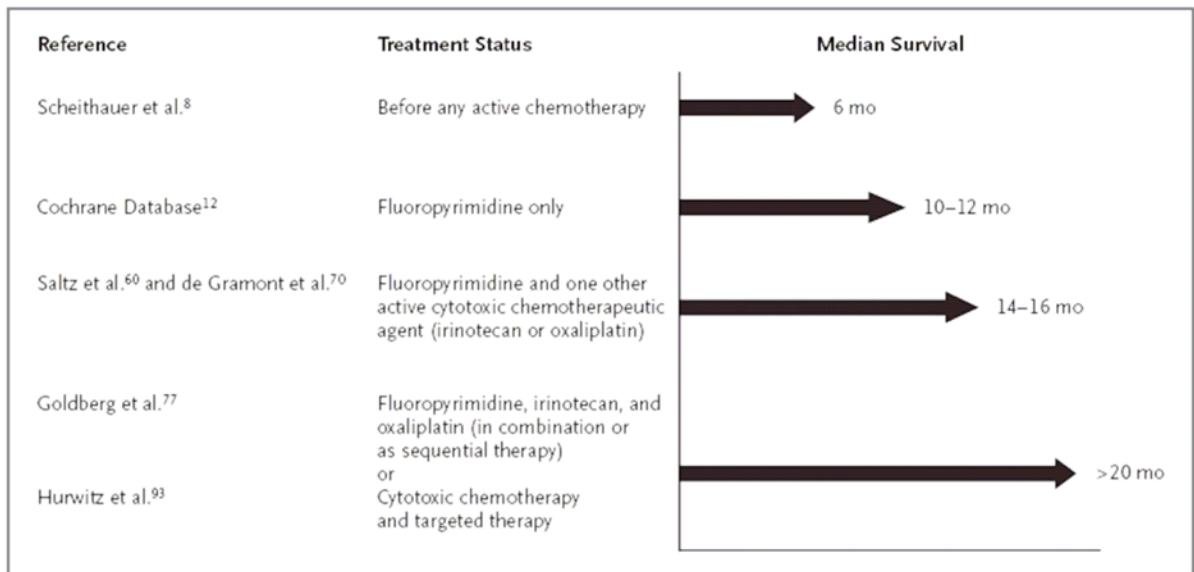 Reference Treatment Status Median Survival
Scheithauer et al.8 Before any active chemotherapy 6 mo
Cochrane Database12 Fluoropyrimidine only 10–12 mo
Saltz et al.60 and de Gramont et al.70 Fluoropyrimidine and one other
active cytotoxic chemotherapeutic 14–16 mo
agent (irinotecan or oxaliplatin)
Goldberg et al.77 Fluoropyrimidine, irinotecan, and
oxaliplatin (in combination or
as sequential therapy)
or >20 mo
Hurwitz et al.93 Cytotoxic chemotherapy
and targeted therapy